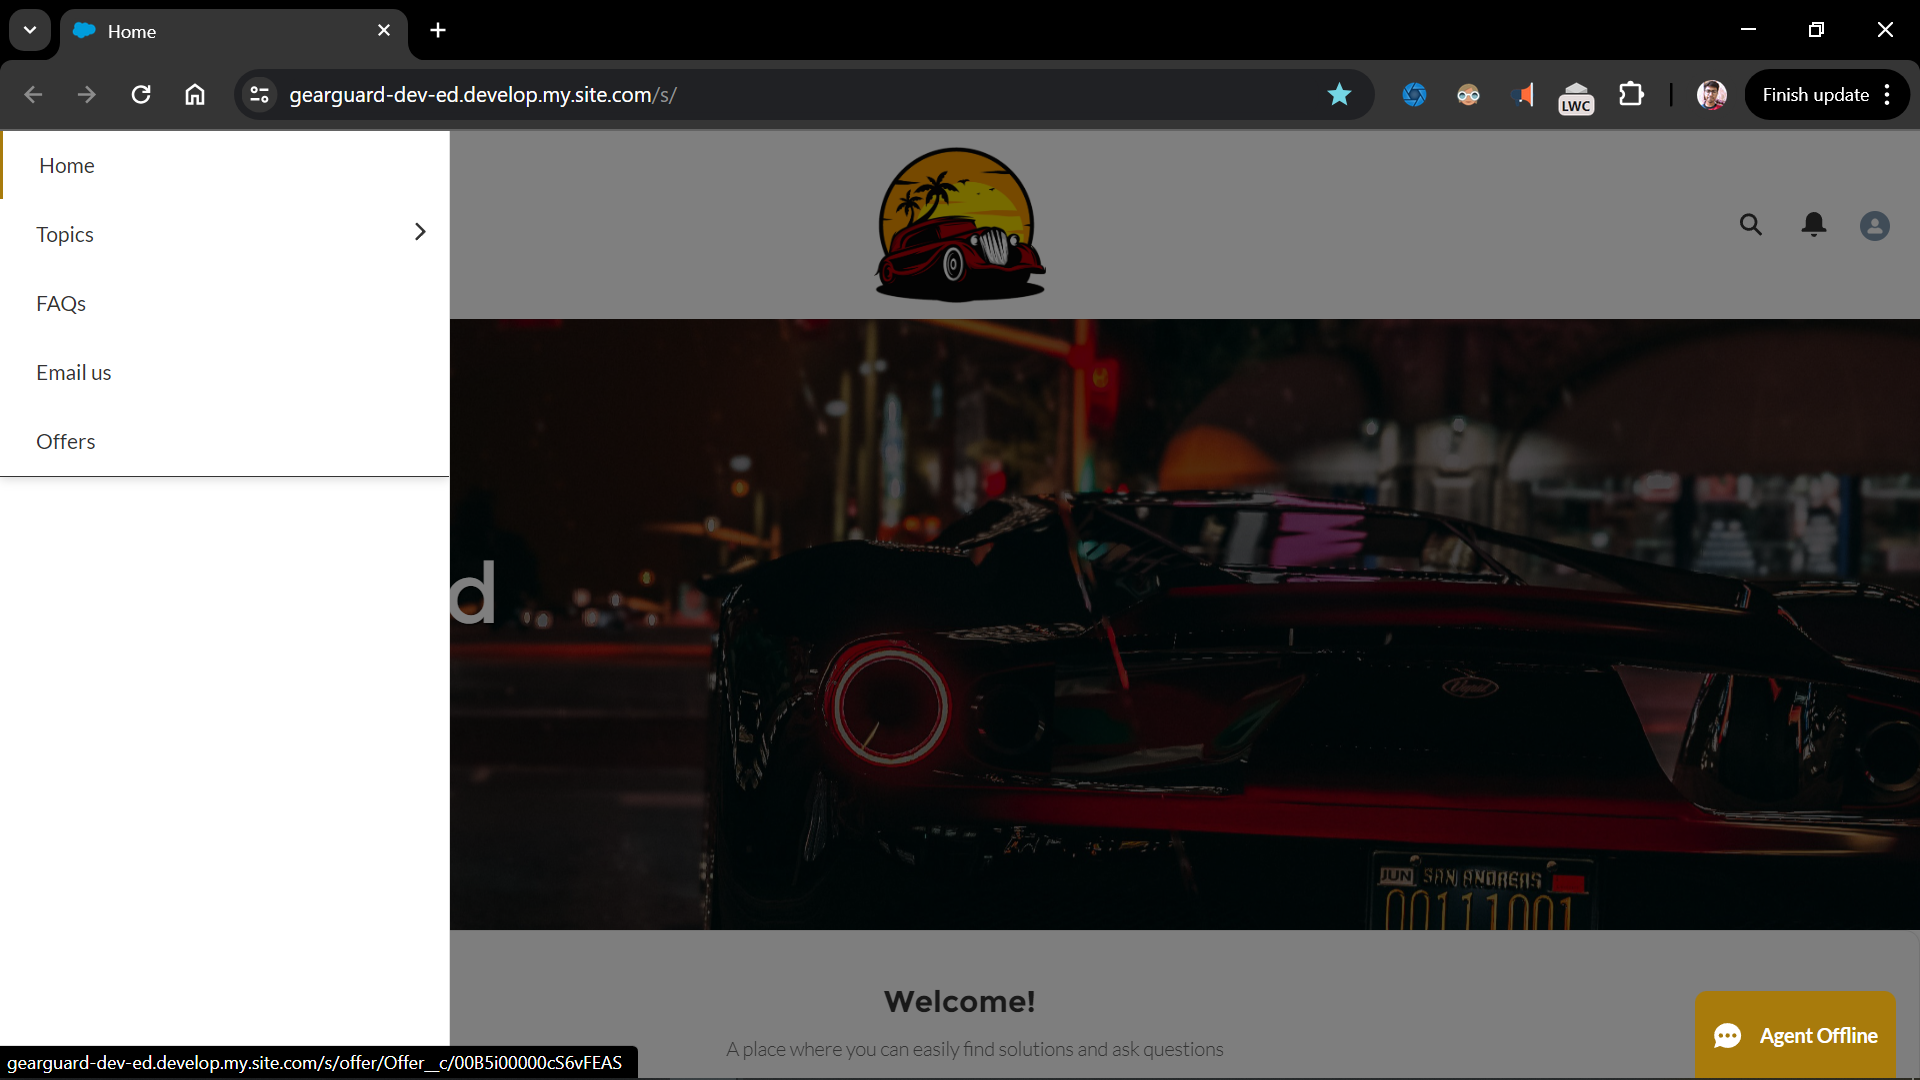 Home
gearguard-dev-ed.develop.my.site.com/s/
LWC
Finish update
Home
Topics
FAQs
Email us
Offers
d
JUN SAN ANDREAS
00111001
Welcome!
A place where you can easily find solutions and ask questions
Agent Offline
gearguard-dev-ed.develop.my.site.com/s/offer/Offer__c/00B5i00000cS6vFEAS